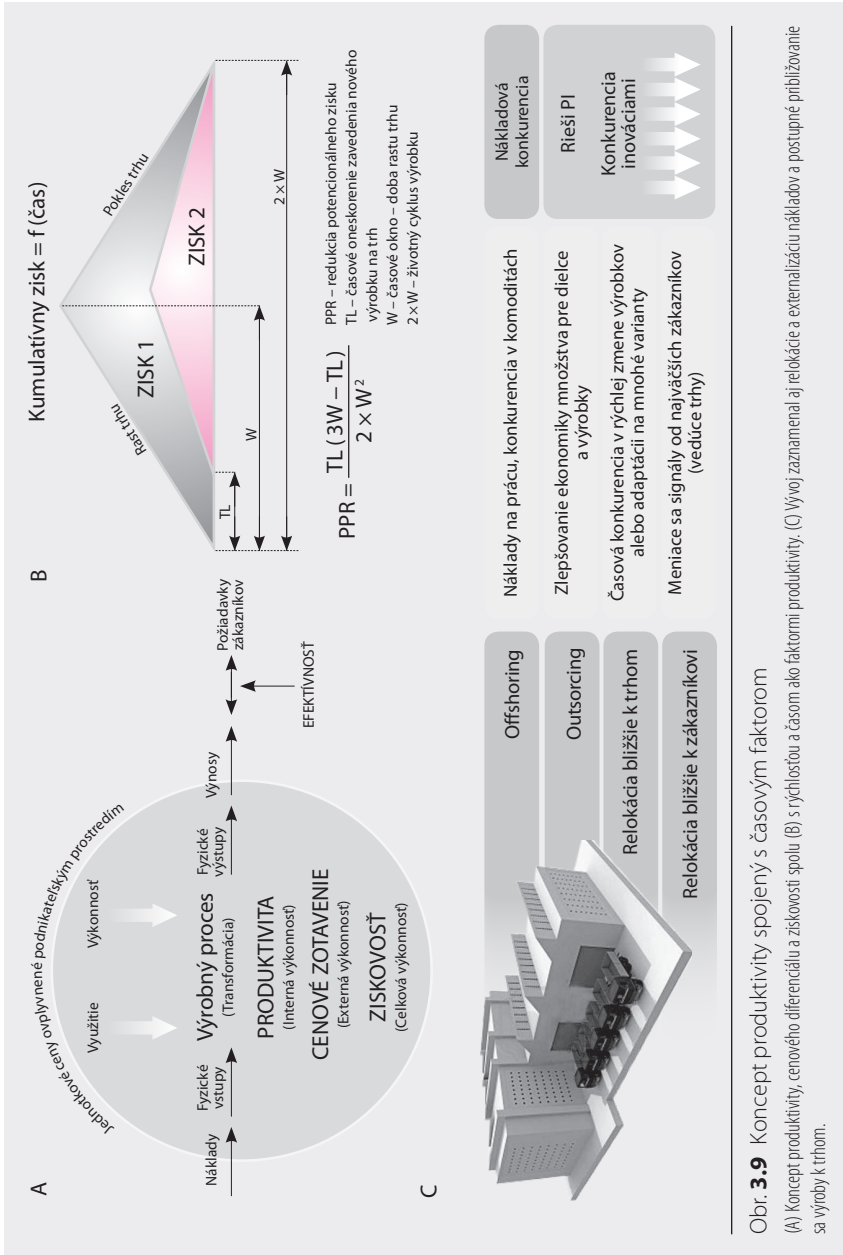 A
Jednotkové ceny ovplyvnené podnikateľským prostredím
Využitie
Výkonnosť
Náklady
Fyzické
vstupy
Výrobný proces
(Transformácia)
Fyzické
výstupy
Výnosy
Požiadavky
zákazníkov
EFEKTÍVNOSŤ
PRODUKTIVITA
(Interná výkonnosť)
CENOVÉ ZOTAVENIE
(Externá výkonnosť)
ZISKOVOSŤ
(Celková výkonnosť)
B
Kumulatívny zisk = f (čas)
Rast trhu
Pokles trhu
ZISK 1
ZISK 2
TL
W
2 × W
PPR = TL ( 3W – TL ) / 2 × W²
PPR – redukcia potencionálneho zisku
TL – časové oneskorenie zavedenia nového
výrobku na trh
W – časové okno – doba rastu trhu
2 × W – životný cyklus výrobku
C
Offshoring
Náklady na prácu, konkurencia v komoditách
Nákladová
konkurencia
Outsorcing
Zlepšovanie ekonomiky množstva pre dielce
a výrobky
Rieši PI
Relokácia bližšie k trhom
Časová konkurencia v rýchlej zmene výrobkov
alebo adaptácii na mnohé varianty
Konkurencia
inováciami
Relokácia bližšie k zákazníkovi
Meniace sa signály od najväčších zákazníkov
(vedúce trhy)
Obr. 3.9 Koncept produktivity spojený s časovým faktorom
(A) Koncept produktivity, cenového diferenciálu a ziskovosti spolu (B) s rýchlosťou a časom ako faktormi produktivity. (C) Vývoj zaznamenal aj relokácie a externalizáciu nákladov a postupné približovanie
sa výroby k trhom.